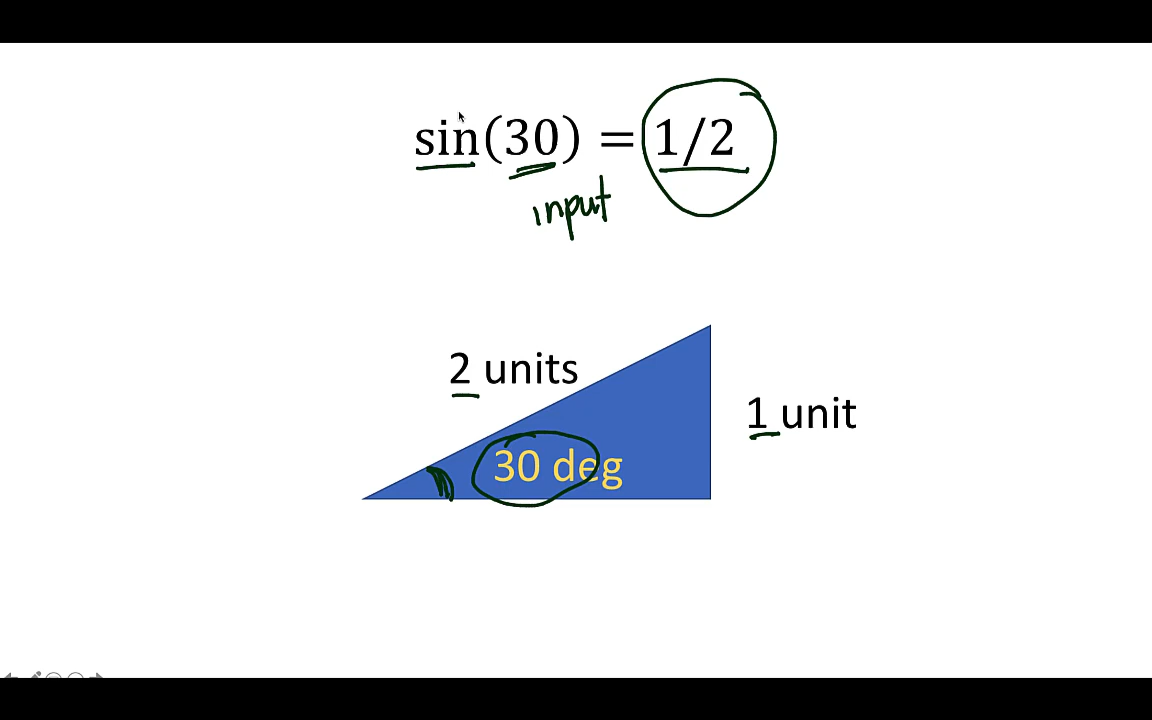 sin(30) = 1/2
input
2 units
1 unit
30 deg